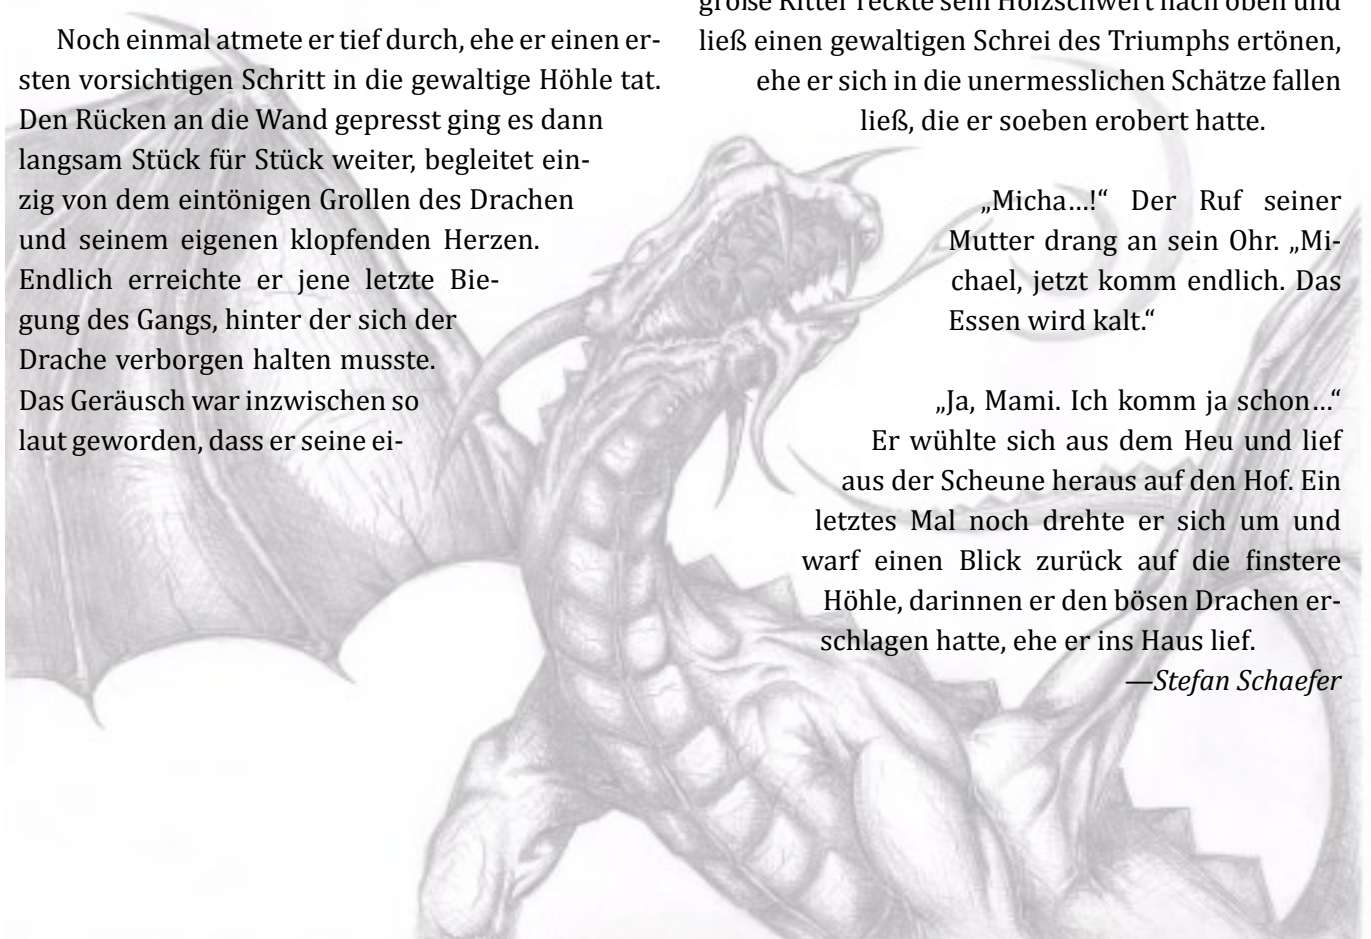 Noch einmal atmete er tief durch, ehe er einen er-
sten vorsichtigen Schritt in die gewaltige Höhle tat.
Den Rücken an die Wand gepresst ging es dann
langsam Stück für Stück weiter, begleitet ein-
zig von dem eintönigen Grollen des Drachen
und seinem eigenen klopfenden Herzen.
Endlich erreichte er jene letzte Bie-
gung des Gangs, hinter der sich der
Drache verborgen halten musste.
Das Geräusch war inzwischen so
laut geworden, dass er seine ei-
große Ritter reckte sein Holzschwert nach oben und
ließ einen gewaltigen Schrei des Triumphs ertönen,
ehe er sich in die unermesslichen Schätze fallen
ließ, die er soeben erobert hatte.
„Micha…!“ Der Ruf seiner
Mutter drang an sein Ohr. „Mi-
chael, jetzt komm endlich. Das
Essen wird kalt.“
„Ja, Mami. Ich komm ja schon…“
Er wühlte sich aus dem Heu und lief
aus der Scheune heraus auf den Hof. Ein
letztes Mal noch drehte er sich um und
warf einen Blick zurück auf die finstere
Höhle, darinnen er den bösen Drachen er-
schlagen hatte, ehe er ins Haus lief.
—Stefan Schaefer